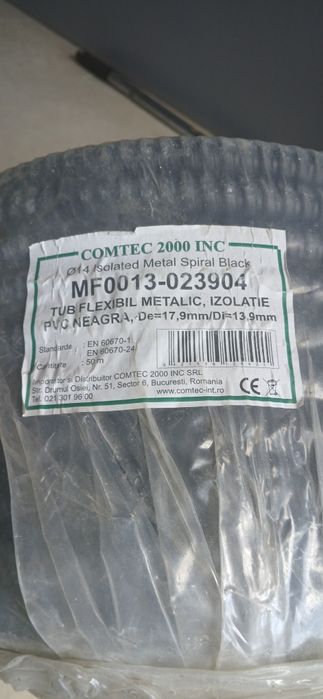 COMTEC 2000 INC
Ø14 Isolated Metal Spiral Black
MF0013-023904
TUB FLEXIBIL METALIC, IZOLATIE
PVC NEAGRA, De=17,9mm/Di=13,9mm
Standarde : EN 60670-1
EN 60670-24
Cantitate : 50m
Importator si Distribuitor COMTEC 2000 INC SRL
Str. Drumul Osiei, Nr. 51, Sector 6, Bucuresti, Romania
Tel. 021 301 96 00 www.comtec-int.ro
CE